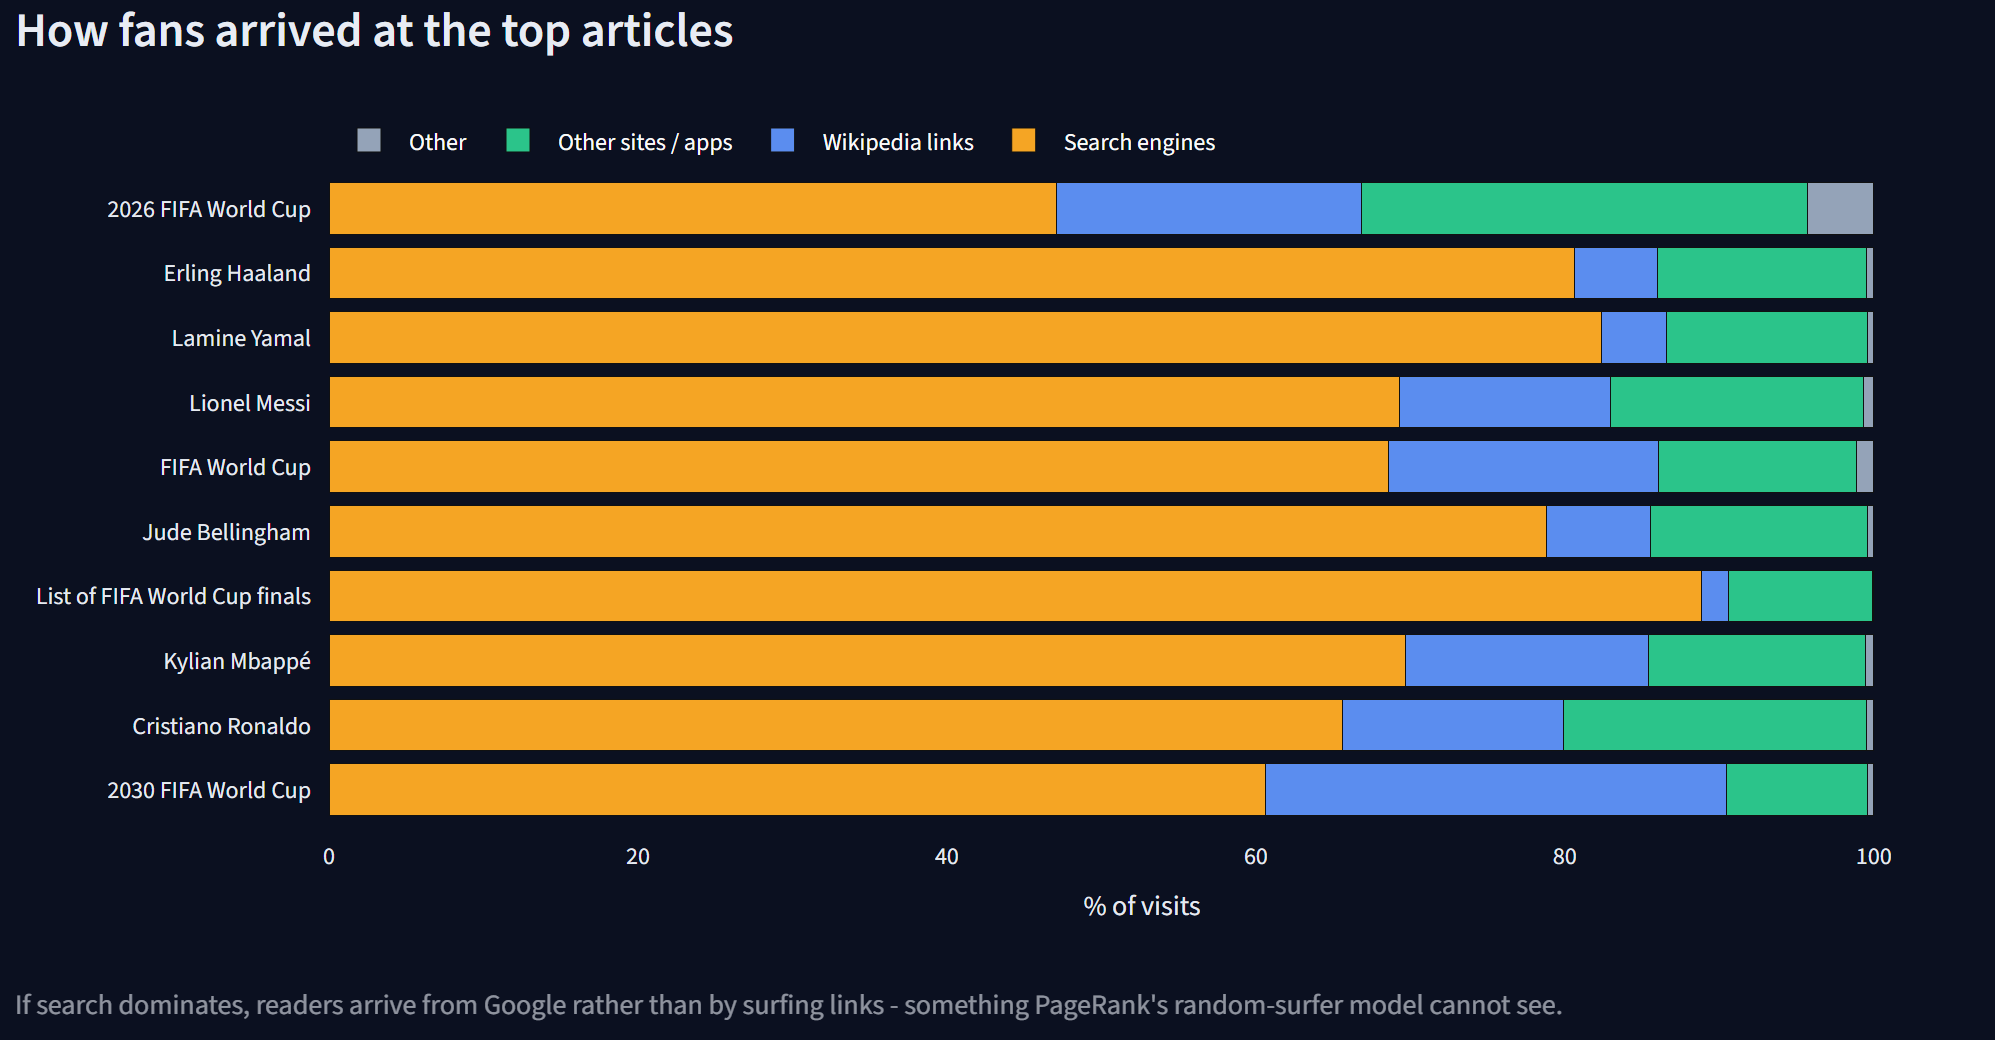 How fans arrived at the top articles
Other
Other sites / apps
Wikipedia links
Search engines
2026 FIFA World Cup
Erling Haaland
Lamine Yamal
Lionel Messi
FIFA World Cup
Jude Bellingham
List of FIFA World Cup finals
Kylian Mbappé
Cristiano Ronaldo
2030 FIFA World Cup
0
20
40
60
80
100
% of visits
If search dominates, readers arrive from Google rather than by surfing links - something PageRank's random-surfer model cannot see.